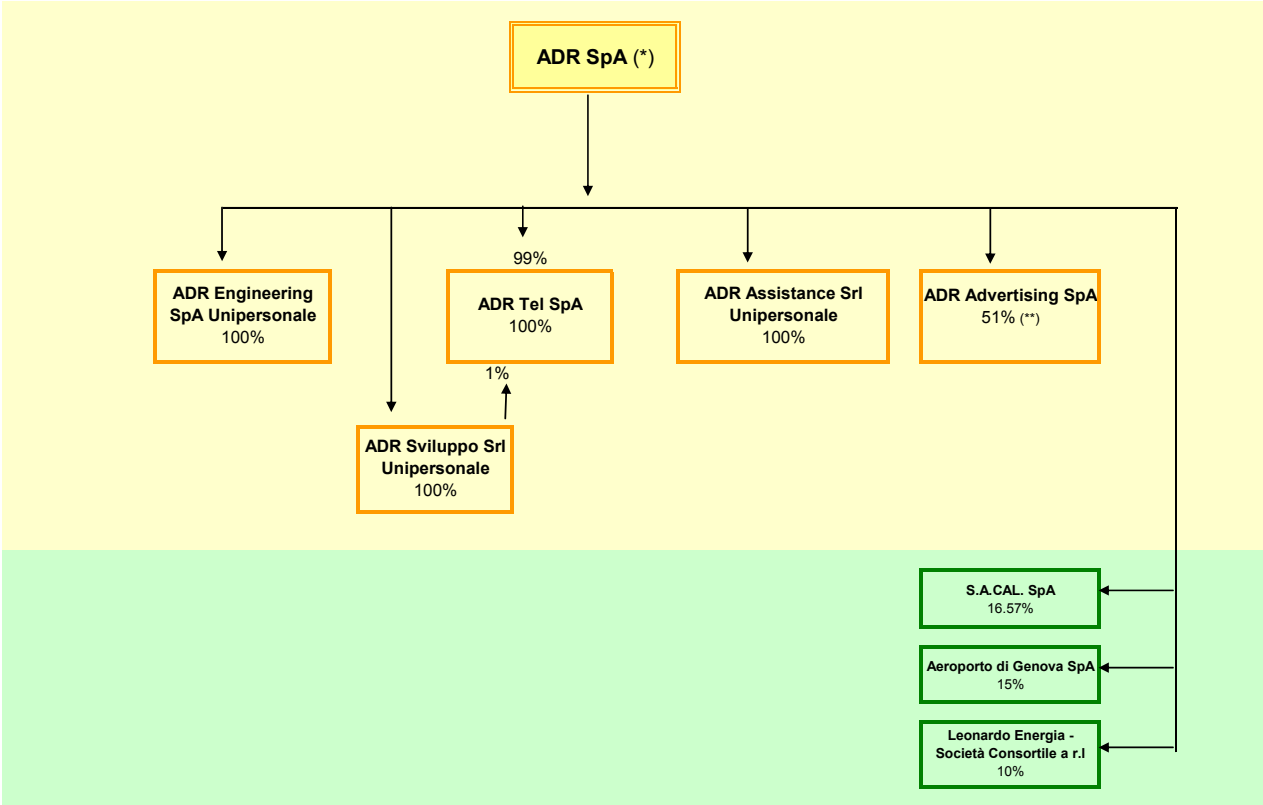 ADR SpA (*)
99%
ADR Engineering
SpA Unipersonale
100%
ADR Tel SpA
100%
ADR Assistance Srl
Unipersonale
100%
ADR Advertising SpA
51% (**)
1%
ADR Sviluppo Srl
Unipersonale
100%
S.A.CAL. SpA
16.57%
Aeroporto di Genova SpA
15%
Leonardo Energia -
Società Consortile a r.l
10%